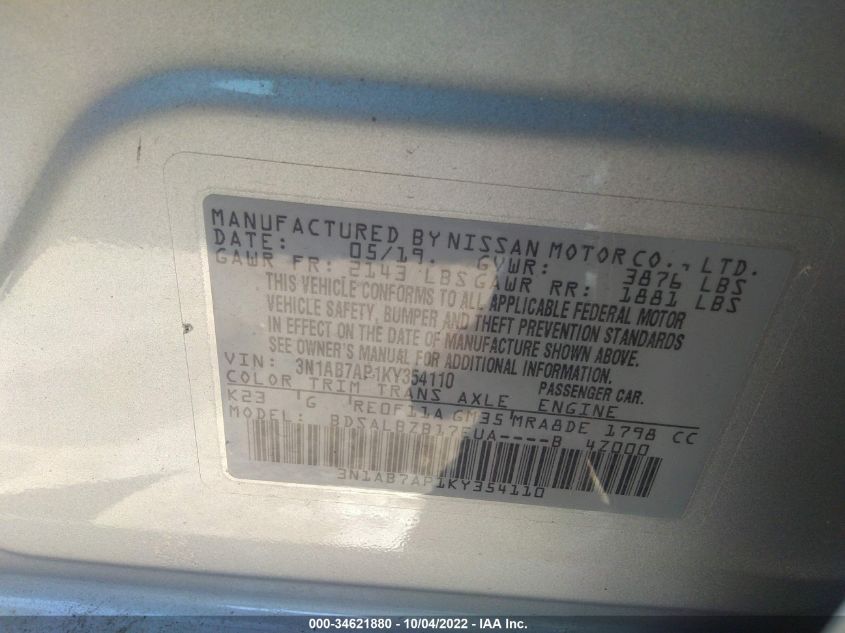 MANUFACTURED BY NISSAN MOTOR CO., LTD.
DATE: 05/19. GVWR: 3876 LBS
GAWR FR: 2143 LBS GAWR RR: 1881 LBS
THIS VEHICLE CONFORMS TO ALL APPLICABLE FEDERAL MOTOR
VEHICLE SAFETY, BUMPER AND THEFT PREVENTION STANDARDS
IN EFFECT ON THE DATE OF MANUFACTURE SHOWN ABOVE.
SEE OWNER'S MANUAL FOR ADDITIONAL INFORMATION.
VIN: 3N1AB7AP1KY354110 PASSENGER CAR.
COLOR TRIM TRANS AXLE ENGINE
K23 G RE0F11A GM35 MRA8DE 1798 CC
MODEL: BDSALBZB17EUA----B 4Z000
3N1AB7AP1KY354110
000-34621880 - 10/04/2022 - IAA Inc.